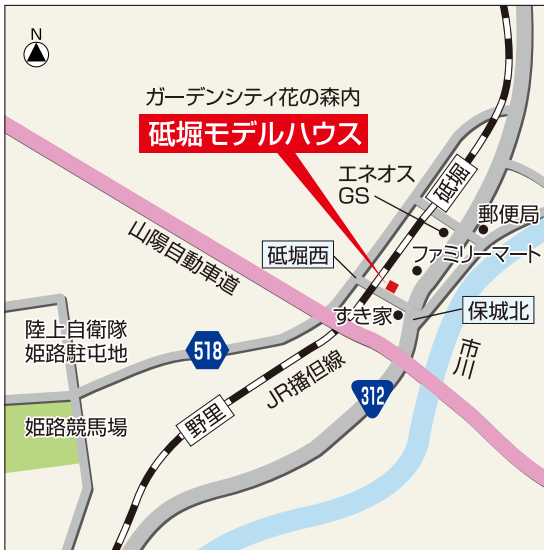 N
ガーデンシティ花の森内
砥堀モデルハウス
エネオス
GS
砥堀
郵便局
山陽自動車道
砥堀西
ファミリーマート
すき家
保城北
陸上自衛隊
姫路駐屯地
518
JR播但線
市川
312
姫路競馬場
野里